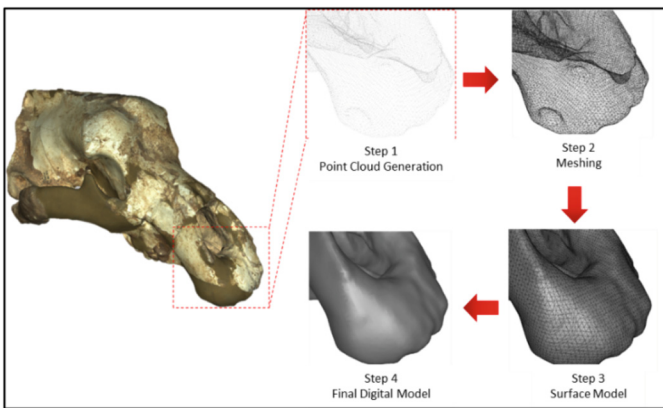 Step 1
Point Cloud Generation
Step 2
Meshing
Step 4
Final Digital Model
Step 3
Surface Model